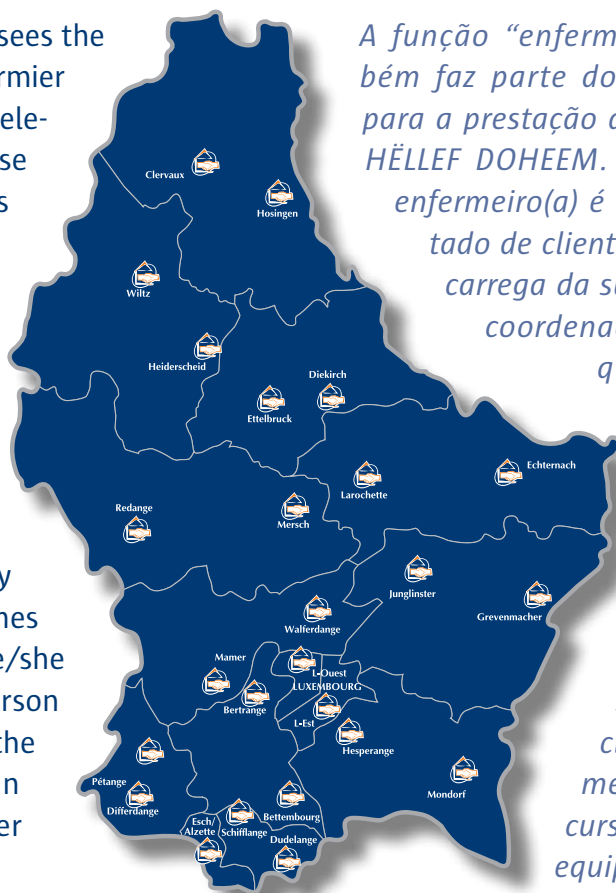 sees the
rmier
ele-
se
s
y
nes
e/she
erson
the
n
er
A função “enferm
bém faz parte do
para a prestação d
HËLLEF DOHEEM.
enfermeiro(a) é
tado de client
carrega da s
coordena
q
c
me
curs
equip
Clervaux
Hosingen
Wiltz
Heiderscheid
Diekirch
Ettelbruck
Echternach
Larochette
Redange
Mersch
Junglinster
Grevenmacher
Walferdange
Mamer
L-Ouest
LUXEMBOURG
Bertrange
L-Est
Hesperange
Mondorf
Pétange
Differdange
Bettembourg
Esch/
Alzette
Schifflange
Dudelange